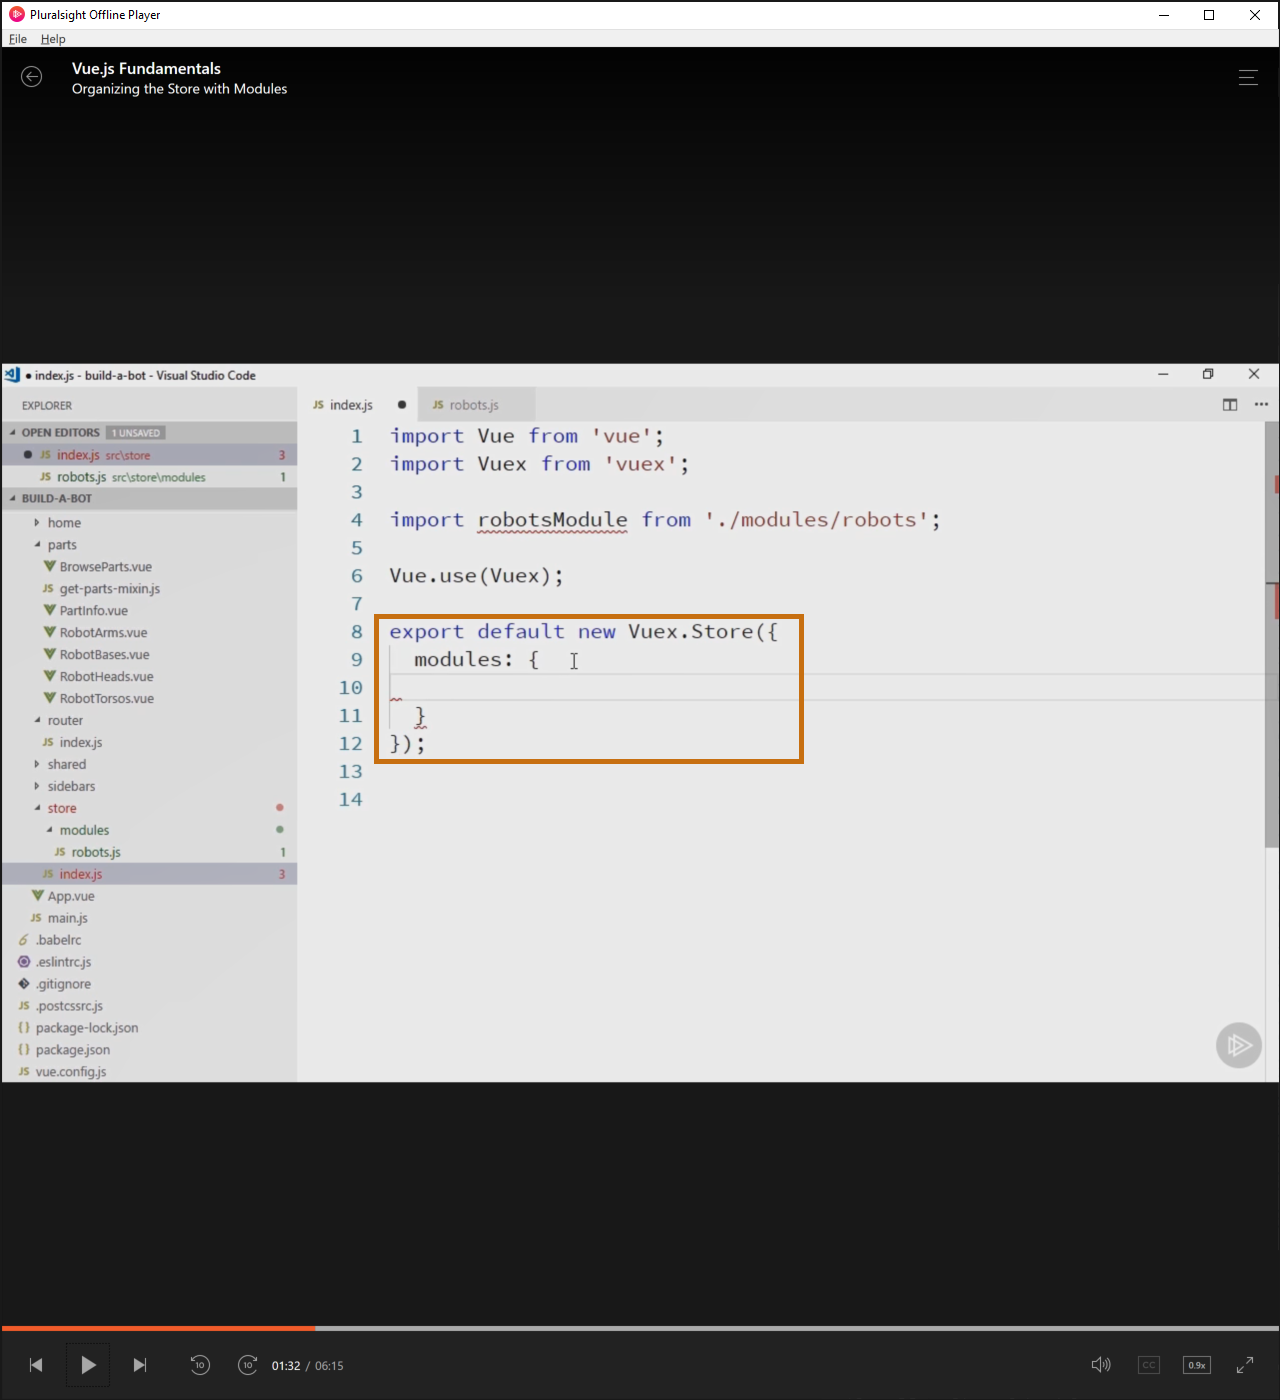 Pluralsight Offline Player
File Help
Vue.js Fundamentals
Organizing the Store with Modules
index.js - build-a-bot - Visual Studio Code
EXPLORER
OPEN EDITORS 1 UNSAVED
JS index.js src\store 3
JS robots.js src\store\modules 1
BUILD-A-BOT
home
parts
BrowseParts.vue
JS get-parts-mixin.js
PartInfo.vue
RobotArms.vue
RobotBases.vue
RobotHeads.vue
RobotTorsos.vue
router
JS index.js
shared
sidebars
store
modules
JS robots.js 1
JS index.js 3
App.vue
JS main.js
.babelrc
.eslintrc.js
.gitignore
JS .postcssrc.js
{} package-lock.json
{} package.json
JS vue.config.js
JS index.js
JS robots.js
1 import Vue from 'vue';
2 import Vuex from 'vuex';
3
4 import robotsModule from './modules/robots';
5
6 Vue.use(Vuex);
7
8 export default new Vuex.Store({
9 modules: {
10
11 }
12 });
13
14
10
10
01:32 / 06:15
CC
0.9x